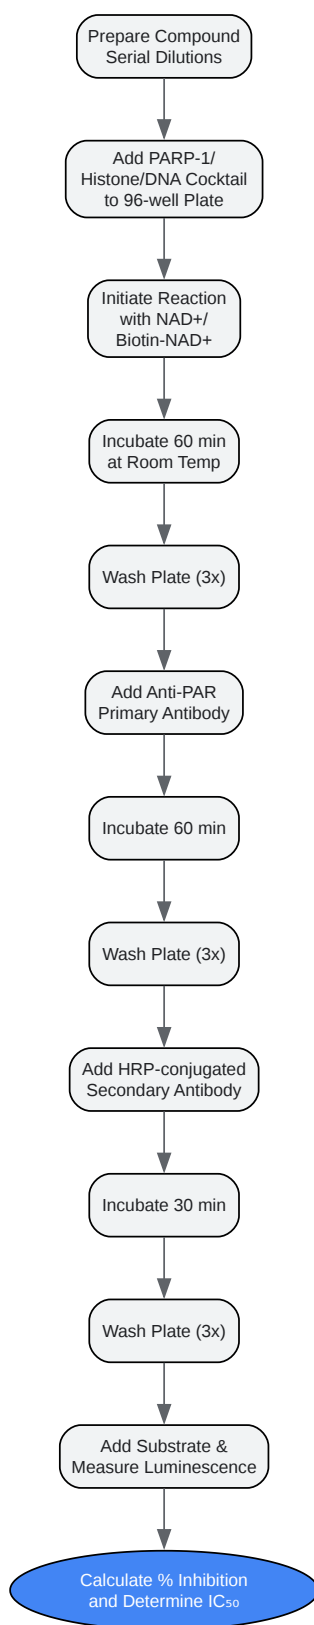 Prepare Compound
Serial Dilutions
Add PARP-1/
Histone/DNA Cocktail
to 96-well Plate
Initiate Reaction
with NAD+/
Biotin-NAD+
Incubate 60 min
at Room Temp
Wash Plate (3x)
Add Anti-PAR
Primary Antibody
Incubate 60 min
Wash Plate (3x)
Add HRP-conjugated
Secondary Antibody
Incubate 30 min
Wash Plate (3x)
Add Substrate &
Measure Luminescence
Calculate % Inhibition
and Determine IC₅₀